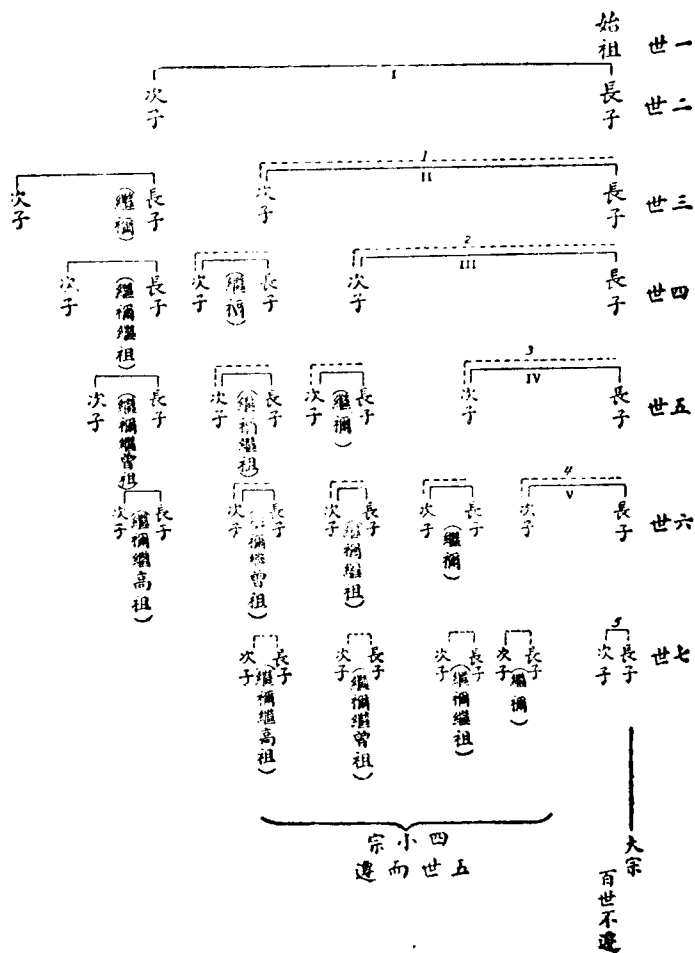 一世
始祖
I
二世
長子
次子
1
II
三世
長子
次子
長子
(繼禰)
次子
2
III
四世
長子
次子
長子
(繼禰)
次子
長子
(繼禰繼祖)
次子
3
IV
五世
長子
次子
長子
(繼禰)
次子
長子
(繼禰繼祖)
次子
長子
(繼禰繼曾祖)
次子
4
V
六世
長子
次子
長子
(繼禰)
次子
長子
(繼禰繼祖)
次子
長子
(繼禰繼曾祖)
次子
長子
(繼禰繼高祖)
次子
5
七世
長子
次子
長子
(繼禰)
次子
長子
(繼禰繼祖)
次子
長子
(繼禰繼曾祖)
次子
長子
(繼禰繼高祖)
次子
大宗
百世不遷
四小宗
五世而遷